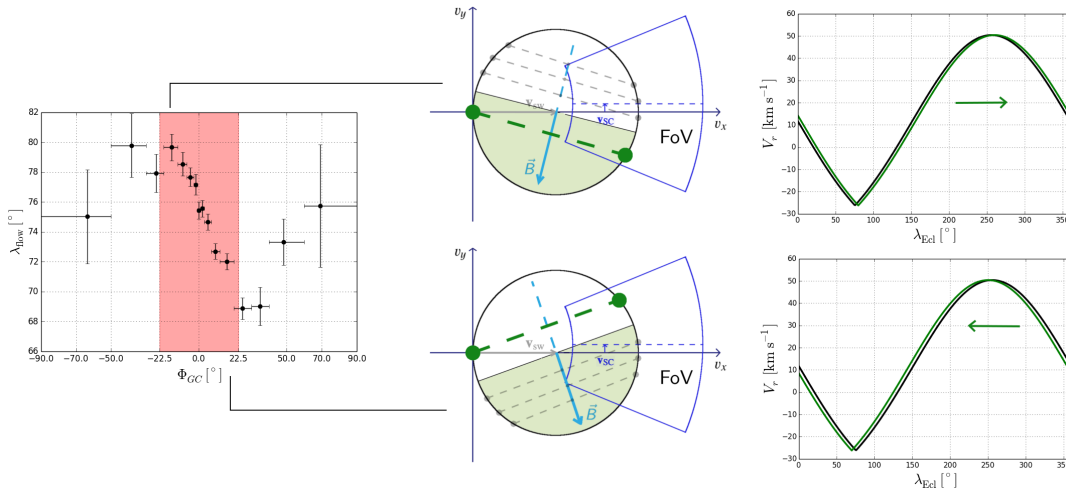 82
80
78
76
74
72
70
68
66
λ_flow [°]
-90.0 -70.0 -50.0 -22.5 0.0 22.5 50.0 70.0 90.0
Φ_GC [°]
v_y
v_x
v_SW
v_SC
B⃗
FoV
v_y
v_x
v_SW
v_SC
B⃗
FoV
60
50
40
30
20
10
0
−10
−20
−30
V_r [km s⁻¹]
0 50 100 150 200 250 300 350
λ_Ecl [°]
60
50
40
30
20
10
0
−10
−20
−30
V_r [km s⁻¹]
0 50 100 150 200 250 300 350
λ_Ecl [°]